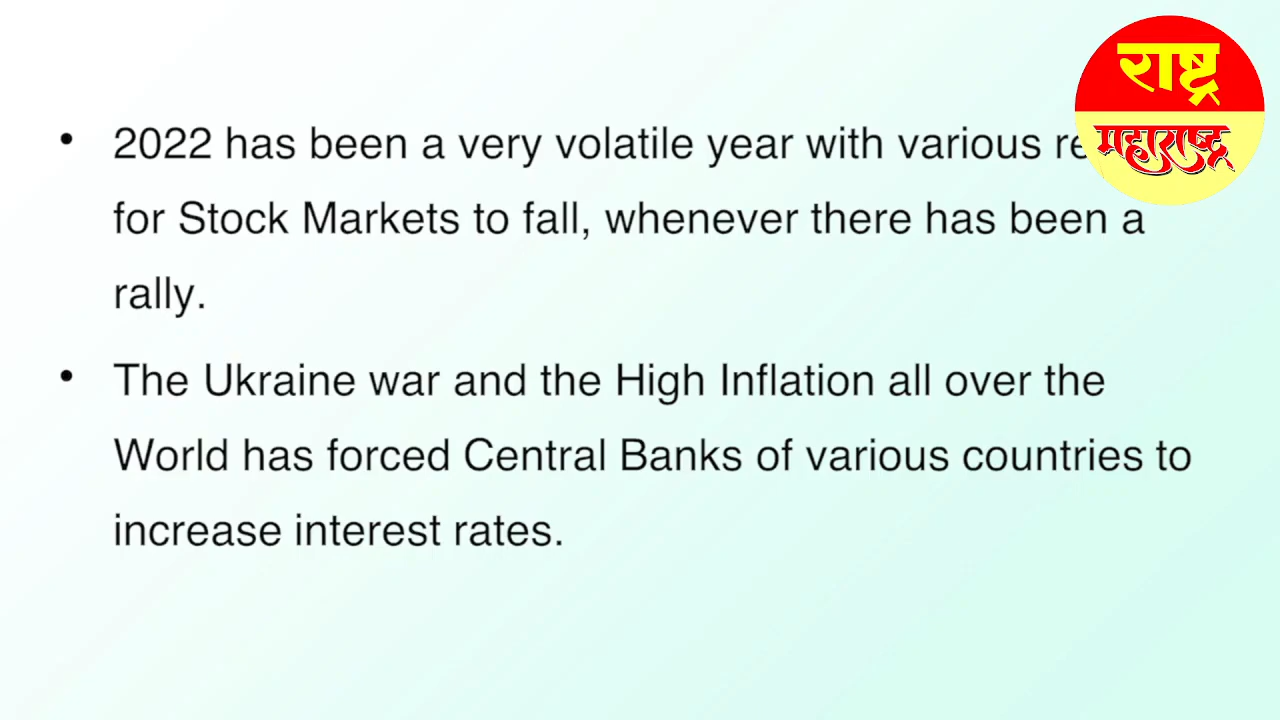 राष्ट्र
महाराष्ट्र
• 2022 has been a very volatile year with various
for Stock Markets to fall, whenever there has been a
rally.
• The Ukraine war and the High Inflation all over the
World has forced Central Banks of various countries to
increase interest rates.